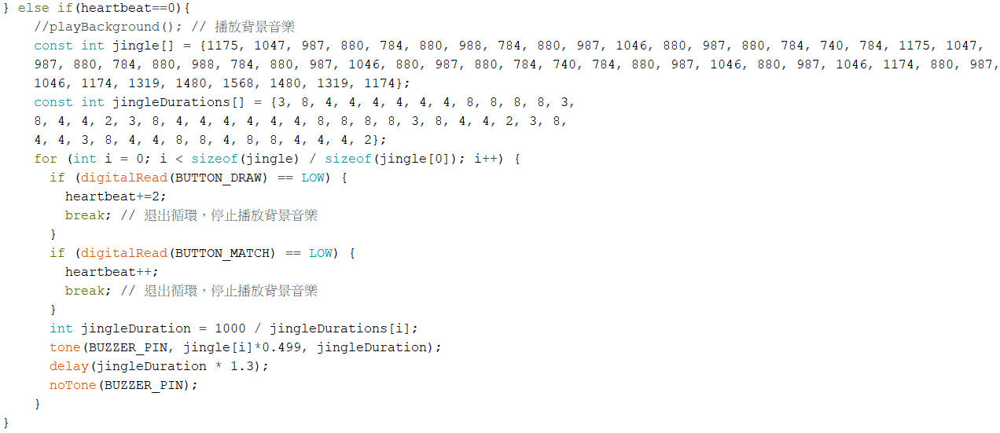 } else if(heartbeat==0){
    //playBackground(); // 播放背景音樂
    const int jingle[] = {1175, 1047, 987, 880, 784, 880, 988, 784, 880, 987, 1046, 880, 987, 880, 784, 740, 784, 1175, 1047,
    987, 880, 784, 880, 988, 784, 880, 987, 1046, 880, 987, 880, 784, 740, 784, 880, 987, 1046, 880, 987, 1046, 1174, 880, 987,
    1046, 1174, 1319, 1480, 1568, 1480, 1319, 1174};
    const int jingleDurations[] = {3, 8, 4, 4, 4, 4, 4, 4, 8, 8, 8, 8, 3,
    8, 4, 4, 2, 3, 8, 4, 4, 4, 4, 4, 4, 8, 8, 8, 8, 3, 8, 4, 4, 2, 3, 8,
    4, 4, 3, 8, 4, 4, 8, 8, 4, 8, 8, 4, 4, 4, 2};
    for (int i = 0; i < sizeof(jingle) / sizeof(jingle[0]); i++) {
      if (digitalRead(BUTTON_DRAW) == LOW) {
        heartbeat+=2;
        break; // 退出循環，停止播放背景音樂
      }
      if (digitalRead(BUTTON_MATCH) == LOW) {
        heartbeat++;
        break; // 退出循環，停止播放背景音樂
      }
      int jingleDuration = 1000 / jingleDurations[i];
      tone(BUZZER_PIN, jingle[i]*0.499, jingleDuration);
      delay(jingleDuration * 1.3);
      noTone(BUZZER_PIN);
    }
}